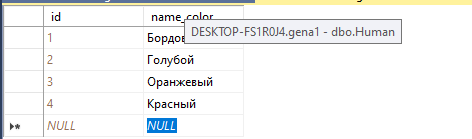 id name_color
DESKTOP-FS1R0J4.gena1 - dbo.Human
1 Бордов
2 Голубой
3 Оранжевый
4 Красный
NULL NULL